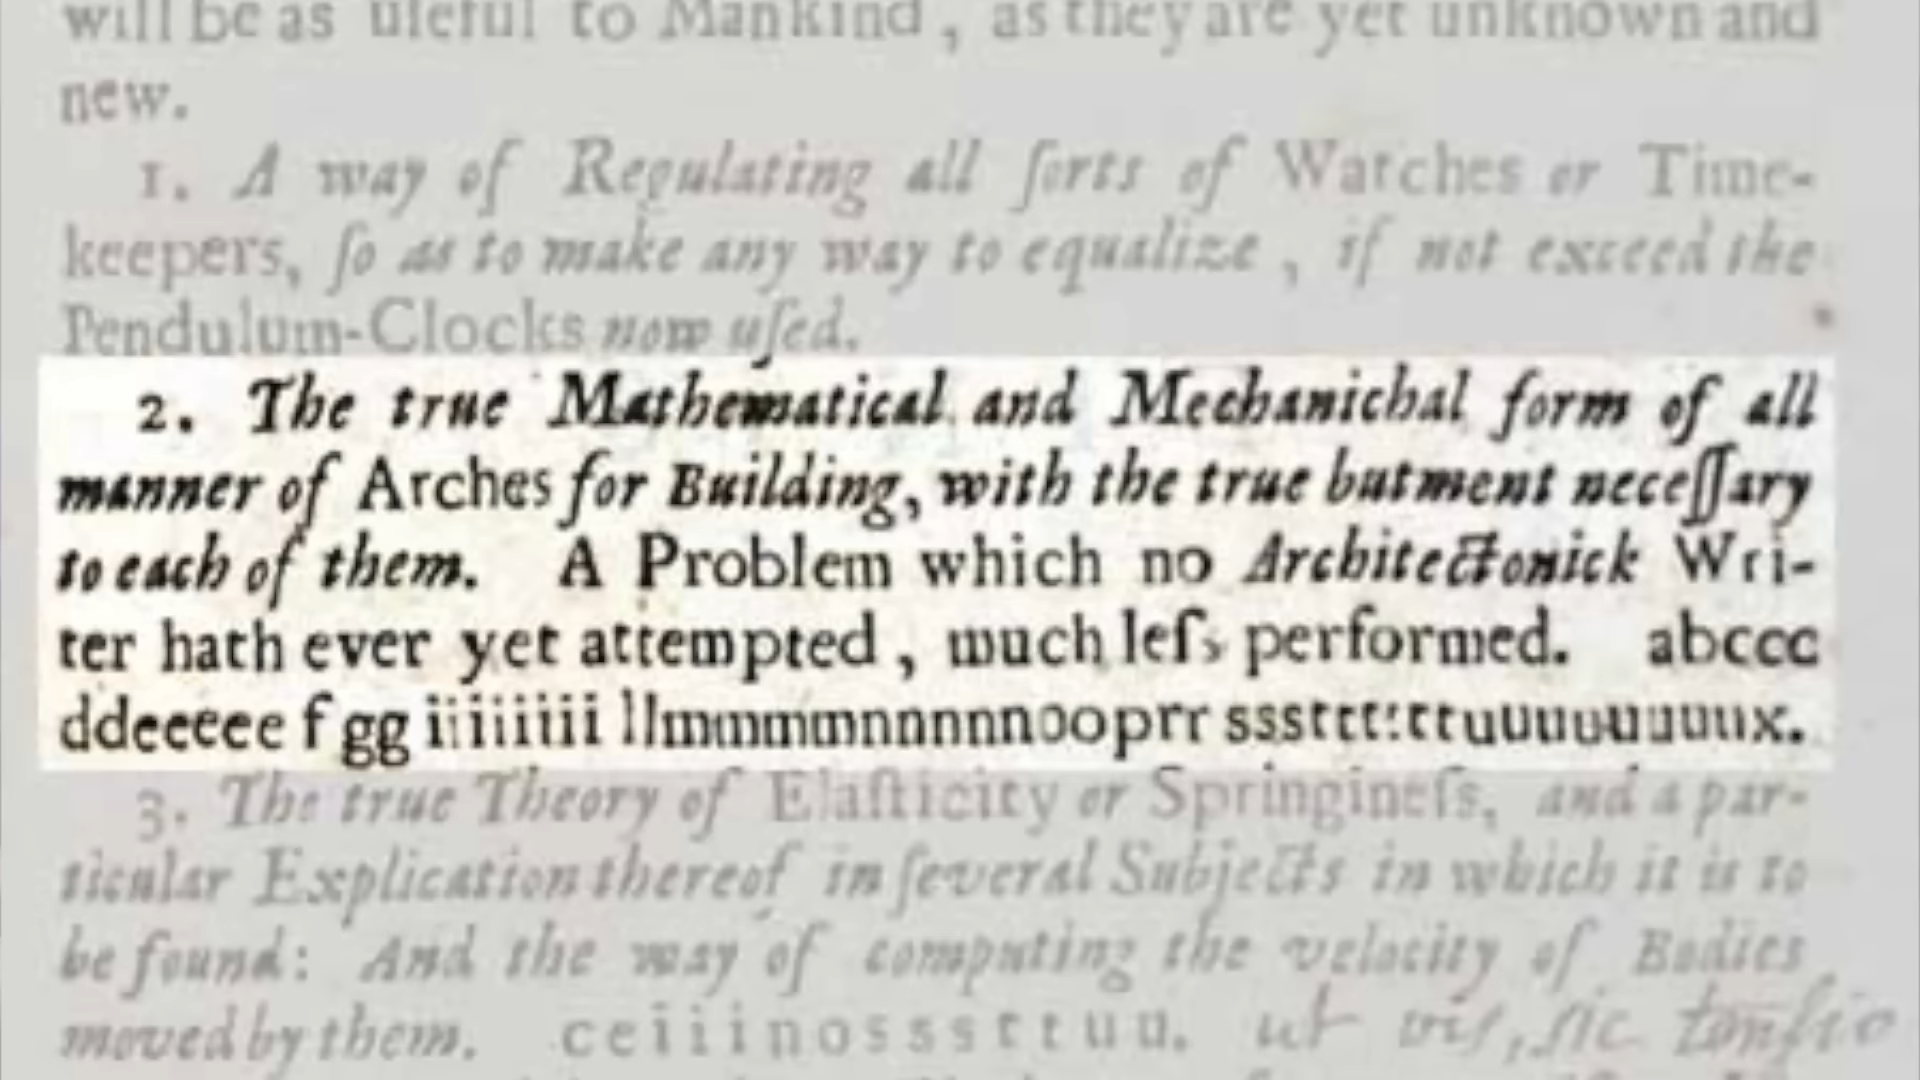 will be as uſeful to Mankind, as they are yet unknown and
new.
1. A way of Regulating all ſorts of Watches or Time-
keepers, ſo as to make any way to equalize, if not exceed the
Pendulum-Clocks now uſed.
2. The true Mathematical and Mechanichal form of all
manner of Arches for Building, with the true butment neceſſary
to each of them. A Problem which no Architectonick Wri-
ter hath ever yet attempted, much leſs performed. abccc
ddeeeee f gg iiiiiiii llmmmmnnnnnooprr sssttttttuuuuuuuux.
3. The true Theory of Elaſticity or Springineſs, and a par-
ticular Explication thereof in ſeveral Subjects in which it is to
be found: And the way of computing the velocity of Bodies
moved by them. ceiiinosssttuu. ut vis, sic tensio